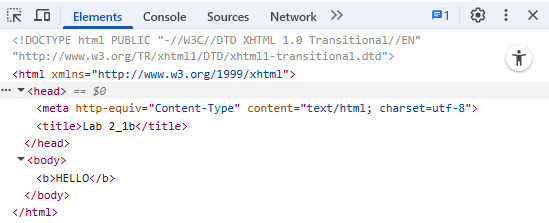 Elements Console Sources Network 1
<!DOCTYPE html PUBLIC "-//W3C//DTD XHTML 1.0 Transitional//EN"
"http://www.w3.org/TR/xhtml1/DTD/xhtml1-transitional.dtd">
<html xmlns="http://www.w3.org/1999/xhtml">
<head> == $0
<meta http-equiv="Content-Type" content="text/html; charset=utf-8">
<title>Lab 2_1b</title>
</head>
<body>
<b>HELLO</b>
</body>
</html>